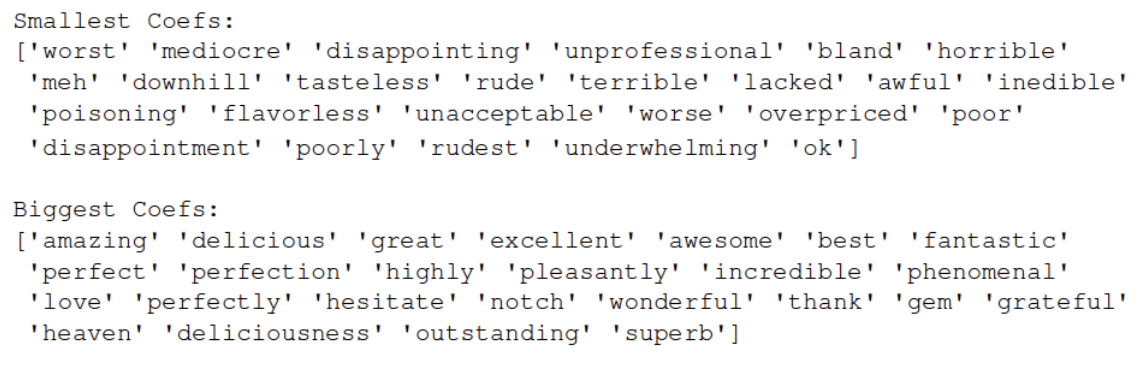 Smallest Coefs:
['worst' 'mediocre' 'disappointing' 'unprofessional' 'bland' 'horrible'
'meh' 'downhill' 'tasteless' 'rude' 'terrible' 'lacked' 'awful' 'inedible'
'poisoning' 'flavorless' 'unacceptable' 'worse' 'overpriced' 'poor'
'disappointment' 'poorly' 'rudest' 'underwhelming' 'ok']
Biggest Coefs:
['amazing' 'delicious' 'great' 'excellent' 'awesome' 'best' 'fantastic'
'perfect' 'perfection' 'highly' 'pleasantly' 'incredible' 'phenomenal'
'love' 'perfectly' 'hesitate' 'notch' 'wonderful' 'thank' 'gem' 'grateful'
'heaven' 'deliciousness' 'outstanding' 'superb']